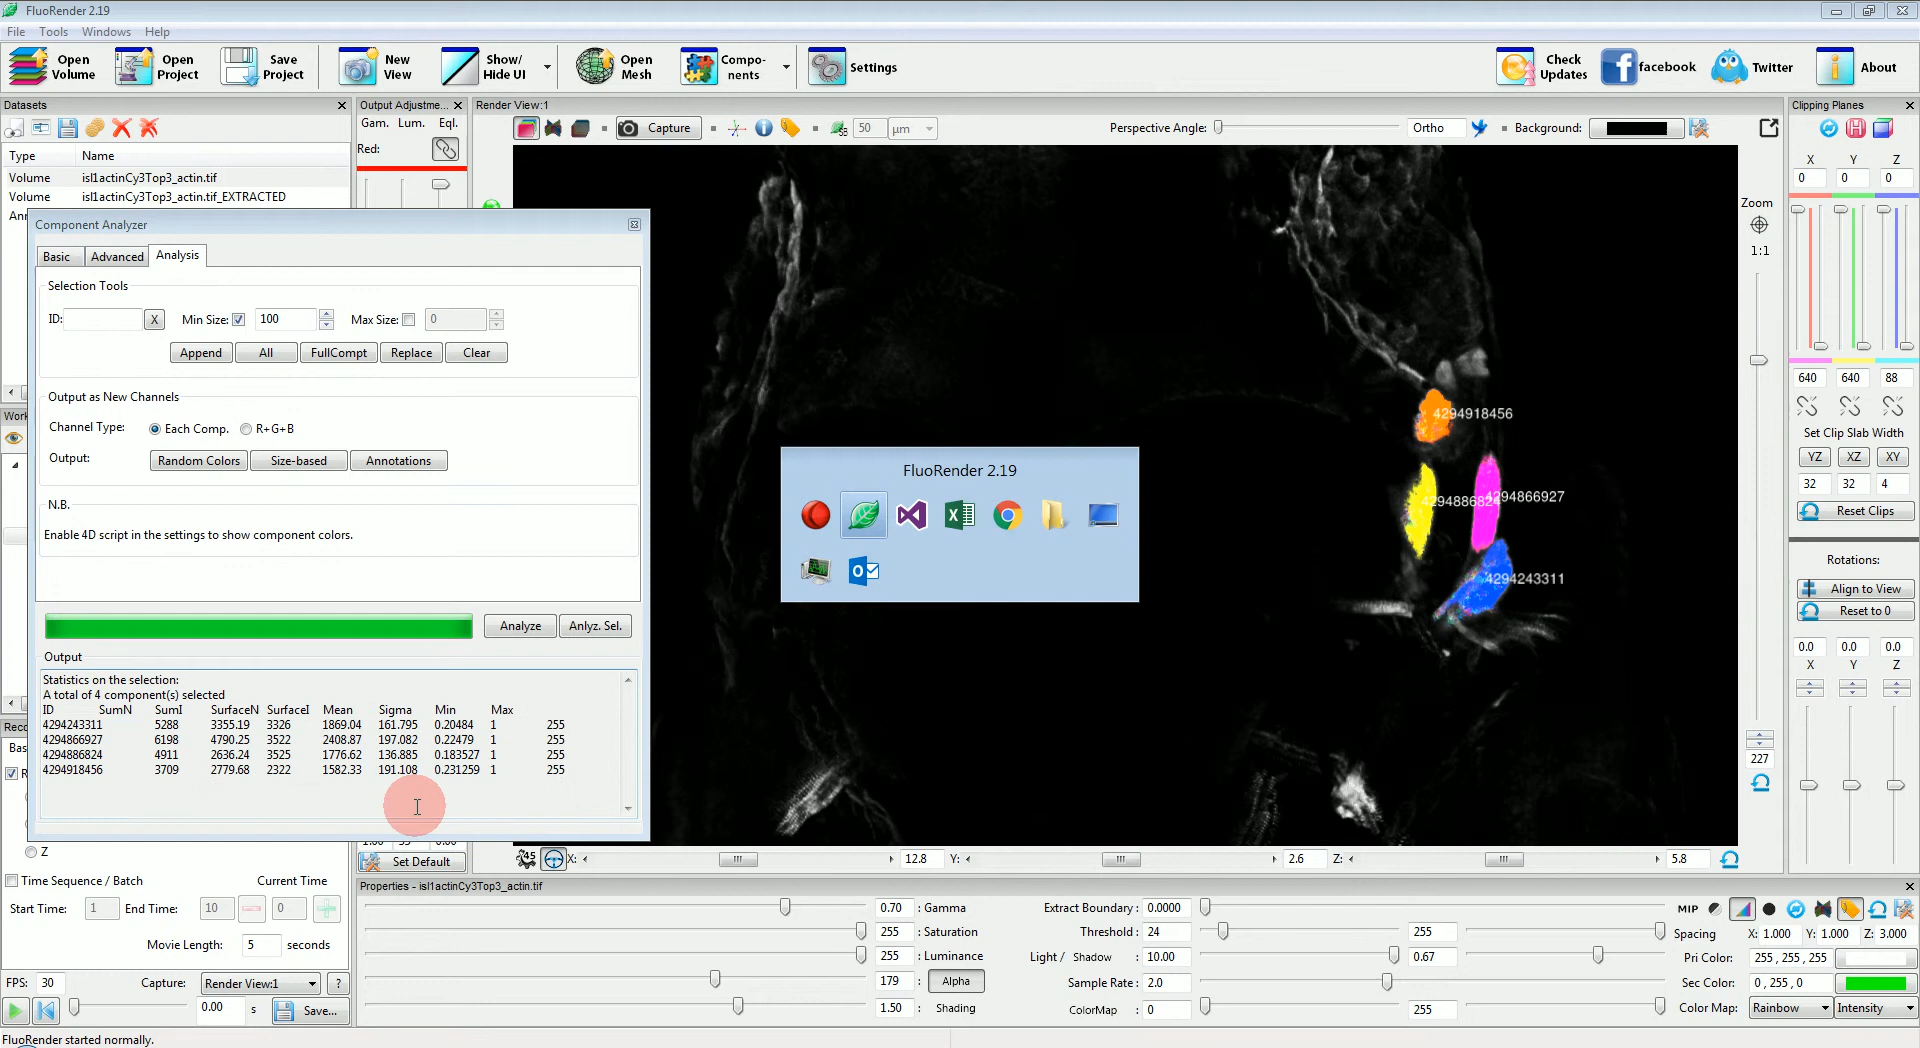 FluoRender 2.19
File Tools Windows Help
Open Volume
Open Project
Save Project
New View
Show/ Hide UI
Open Mesh
Compo- nents
Settings
Check Updates
facebook
Twitter
About
Datasets
Type Name
Volume isl1actinCy3Top3_actin.tif
Volume isl1actinCy3Top3_actin.tif_EXTRACTED
Output Adjustme...
Gam. Lum. Eql.
Red:
Render View:1
Capture
50 μm
Perspective Angle:
Ortho
Background:
Clipping Planes
X Y Z
0 0 0
Zoom
1:1
640 640 88
Set Clip Slab Width
YZ XZ XY
32 32 4
Reset Clips
Rotations:
Align to View
Reset to 0
0.0 0.0 0.0
X Y Z
227
Component Analyzer
Basic Advanced Analysis
Selection Tools
ID: X Min Size: 100 Max Size: 0
Append All FullCompt Replace Clear
Output as New Channels
Channel Type: Each Comp. R+G+B
Output: Random Colors Size-based Annotations
N.B.
Enable 4D script in the settings to show component colors.
Analyze Anlyz. Sel.
Output
Statistics on the selection:
A total of 4 component(s) selected
ID SumN SumI SurfaceN SurfaceI Mean Sigma Min Max
4294243311 5288 3355.19 3326 1869.04 161.795 0.20484 1 255
4294866927 6198 4790.25 3522 2408.87 197.082 0.22479 1 255
4294886824 4911 2636.24 3525 1776.62 136.885 0.183527 1 255
4294918456 3709 2779.68 2322 1582.33 191.108 0.231259 1 255
FluoRender 2.19
4294918456
4294886824
4294866927
4294243311
Z
Set Default
X: 12.8 Y: 2.6 Z: 5.8
Time Sequence / Batch Current Time
Start Time: 1 End Time: 10 0
Movie Length: 5 seconds
FPS: 30 Capture: Render View:1 ?
0.00 s Save...
Properties - isl1actinCy3Top3_actin.tif
0.70 : Gamma Extract Boundary : 0.0000 MIP
255 : Saturation Threshold : 24 255 Spacing X: 1.000 Y: 1.000 Z: 3.000
255 : Luminance Light / Shadow : 10.00 0.67 Pri Color: 255 , 255 , 255
179 : Alpha Sample Rate : 2.0 Sec Color: 0 , 255 , 0
1.50 : Shading ColorMap : 0 255 Color Map: Rainbow Intensity
FluoRender started normally.